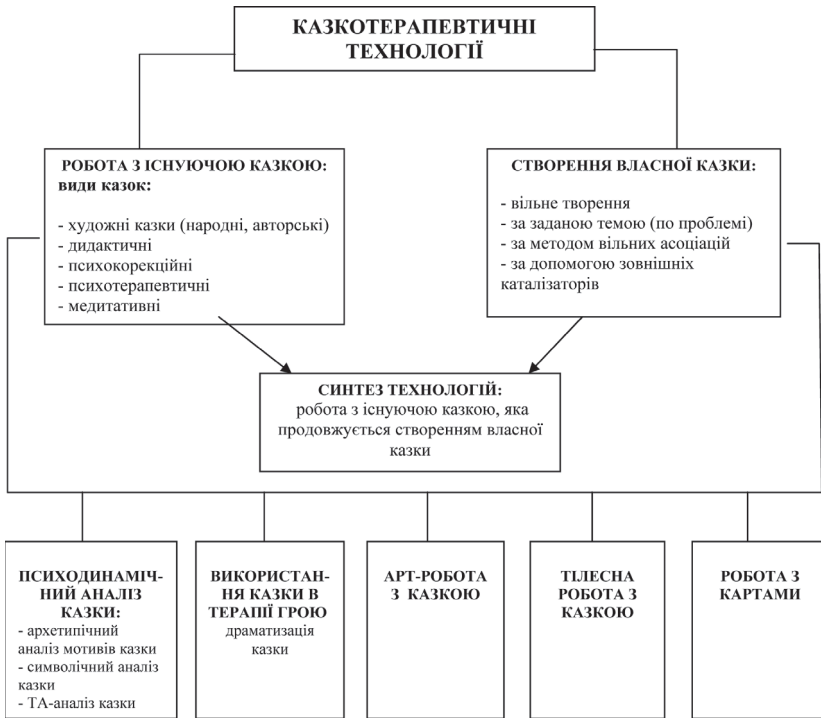 КАЗКОТЕРАПЕВТИЧНІ
ТЕХНОЛОГІЇ
РОБОТА З ІСНУЮЧОЮ КАЗКОЮ:
види казок:
- художні казки (народні, авторські)
- дидактичні
- психокорекційні
- психотерапевтичні
- медитативні
СТВОРЕННЯ ВЛАСНОЇ КАЗКИ:
- вільне творення
- за заданою темою (по проблемі)
- за методом вільних асоціацій
- за допомогою зовнішніх
каталізаторів
СИНТЕЗ ТЕХНОЛОГІЙ:
робота з існуючою казкою, яка
продовжується створенням власної
казки
ПСИХОДИНАМІЧ-
НИЙ АНАЛІЗ
КАЗКИ:
- архетипічний
аналіз мотивів казки
- символічний аналіз
казки
- ТА-аналіз казки
ВИКОРИСТАН-
НЯ КАЗКИ В
ТЕРАПІЇ ГРОЮ
драматизація
казки
АРТ-РОБОТА
З КАЗКОЮ
ТІЛЕСНА
РОБОТА З
КАЗКОЮ
РОБОТА З
КАРТАМИ